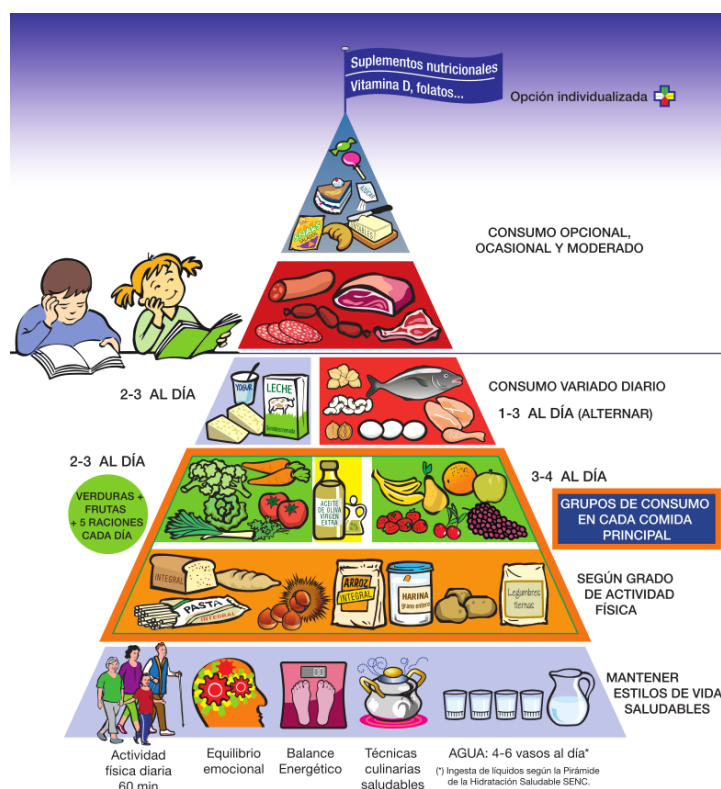 Suplementos nutricionales
Vitamina D, folatos...
Opción individualizada
AZÚCAR
SNAKS
CONSUMO OPCIONAL,
OCASIONAL Y MODERADO
2-3 AL DÍA
YOGUR
LECHE
CONSUMO VARIADO DIARIO
1-3 AL DÍA (ALTERNAR)
2-3 AL DÍA
VERDURAS +
FRUTAS
+ 5 RACIONES
CADA DÍA
ACEITE
DE OLIVA
VIRGEN
EXTRA
3-4 AL DÍA
GRUPOS DE CONSUMO
EN CADA COMIDA
PRINCIPAL
INTEGRAL
PASTA
INTEGRAL
ARROZ
INTEGRAL
HARINA
grano entero
Legumbres
tiernas
SEGÚN GRADO
DE ACTIVIDAD
FÍSICA
MANTENER
ESTILOS DE VIDA
SALUDABLES
Actividad
física diaria
60 min
Equilibrio
emocional
Balance
Energético
Técnicas
culinarias
saludables
AGUA: 4-6 vasos al día*
(*) Ingesta de líquidos según la Pirámide
de la Hidratación Saludable SENC.